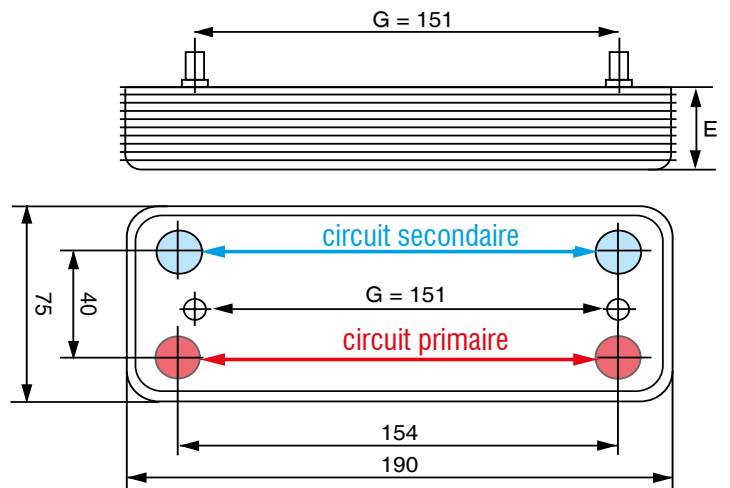 G = 151
E
circuit secondaire
75
40
G = 151
circuit primaire
154
190